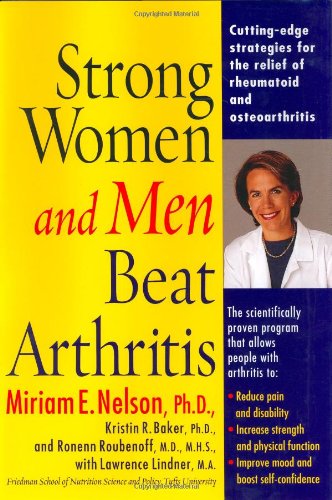 Cutting-edge
strategies for the
relief of
rheumatoid
and
osteoarthritis
Strong
Women
and Men
Beat
Arthritis
Miriam E. Nelson, Ph.D.,
Kristin R. Baker, Ph.D.,
and Ronenn Roubenoff, M.D., M.H.S.,
with Lawrence Lindner, M.A.
Friedman School of Nutrition Science and Policy, Tufts University
The scientifically
proven program
that allows
people with
arthritis to:
• Reduce pain
and disability
• Increase strength
and physical function
• Improve mood and
boost self-confidence